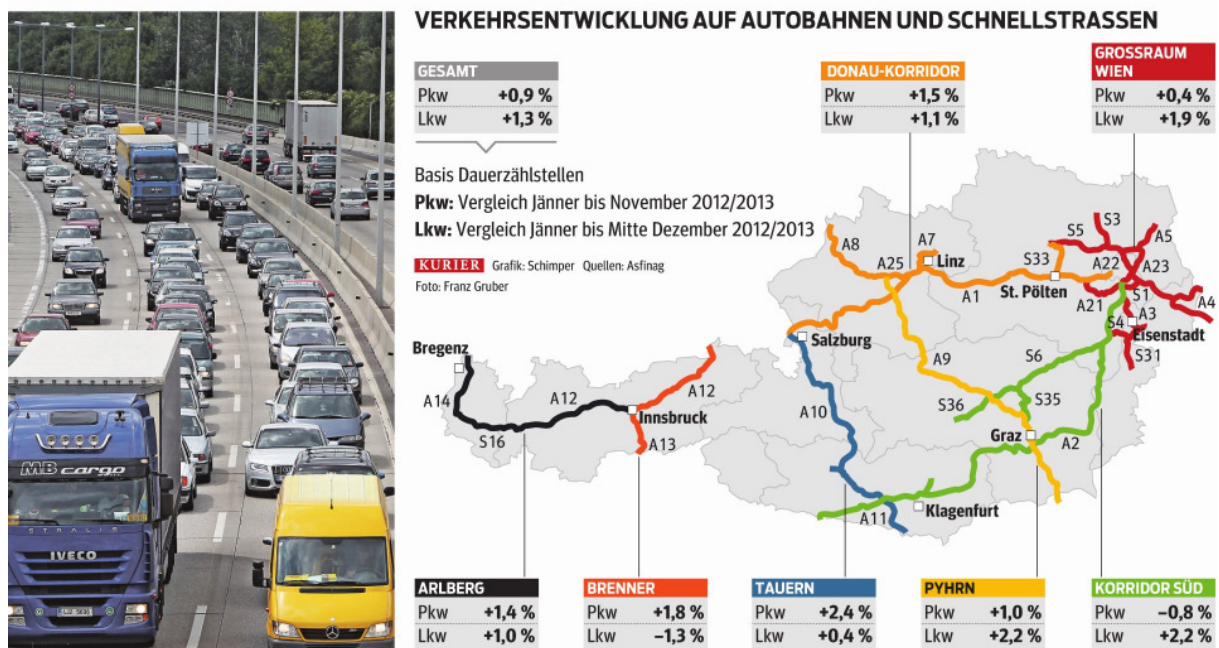 VERKEHRSENTWICKLUNG AUF AUTOBAHNEN UND SCHNELLSTRASSEN
GESAMT
Pkw +0,9 %
Lkw +1,3 %
DONAU-KORRIDOR
Pkw +1,5 %
Lkw +1,1 %
GROSSRAUM
WIEN
Pkw +0,4 %
Lkw +1,9 %
Basis Dauerzählstellen
Pkw: Vergleich Jänner bis November 2012/2013
Lkw: Vergleich Jänner bis Mitte Dezember 2012/2013
KURIER Grafik: Schimper Quellen: Asfinag
Foto: Franz Gruber
A8
A7
Linz
A25
A1
S33
St. Pölten
S5
S3
A5
A22
A23
A21
S1
A4
A3
S4
Eisenstadt
S31
Salzburg
Bregenz
A14
S16
A12
Innsbruck
A12
A13
A10
A9
S6
S36
S35
Graz
A2
A11
Klagenfurt
MB cargo
STRALIS
IVECO
ARLBERG
Pkw +1,4 %
Lkw +1,0 %
BRENNER
Pkw +1,8 %
Lkw –1,3 %
TAUERN
Pkw +2,4 %
Lkw +0,4 %
PYHRN
Pkw +1,0 %
Lkw +2,2 %
KORRIDOR SÜD
Pkw –0,8 %
Lkw +2,2 %